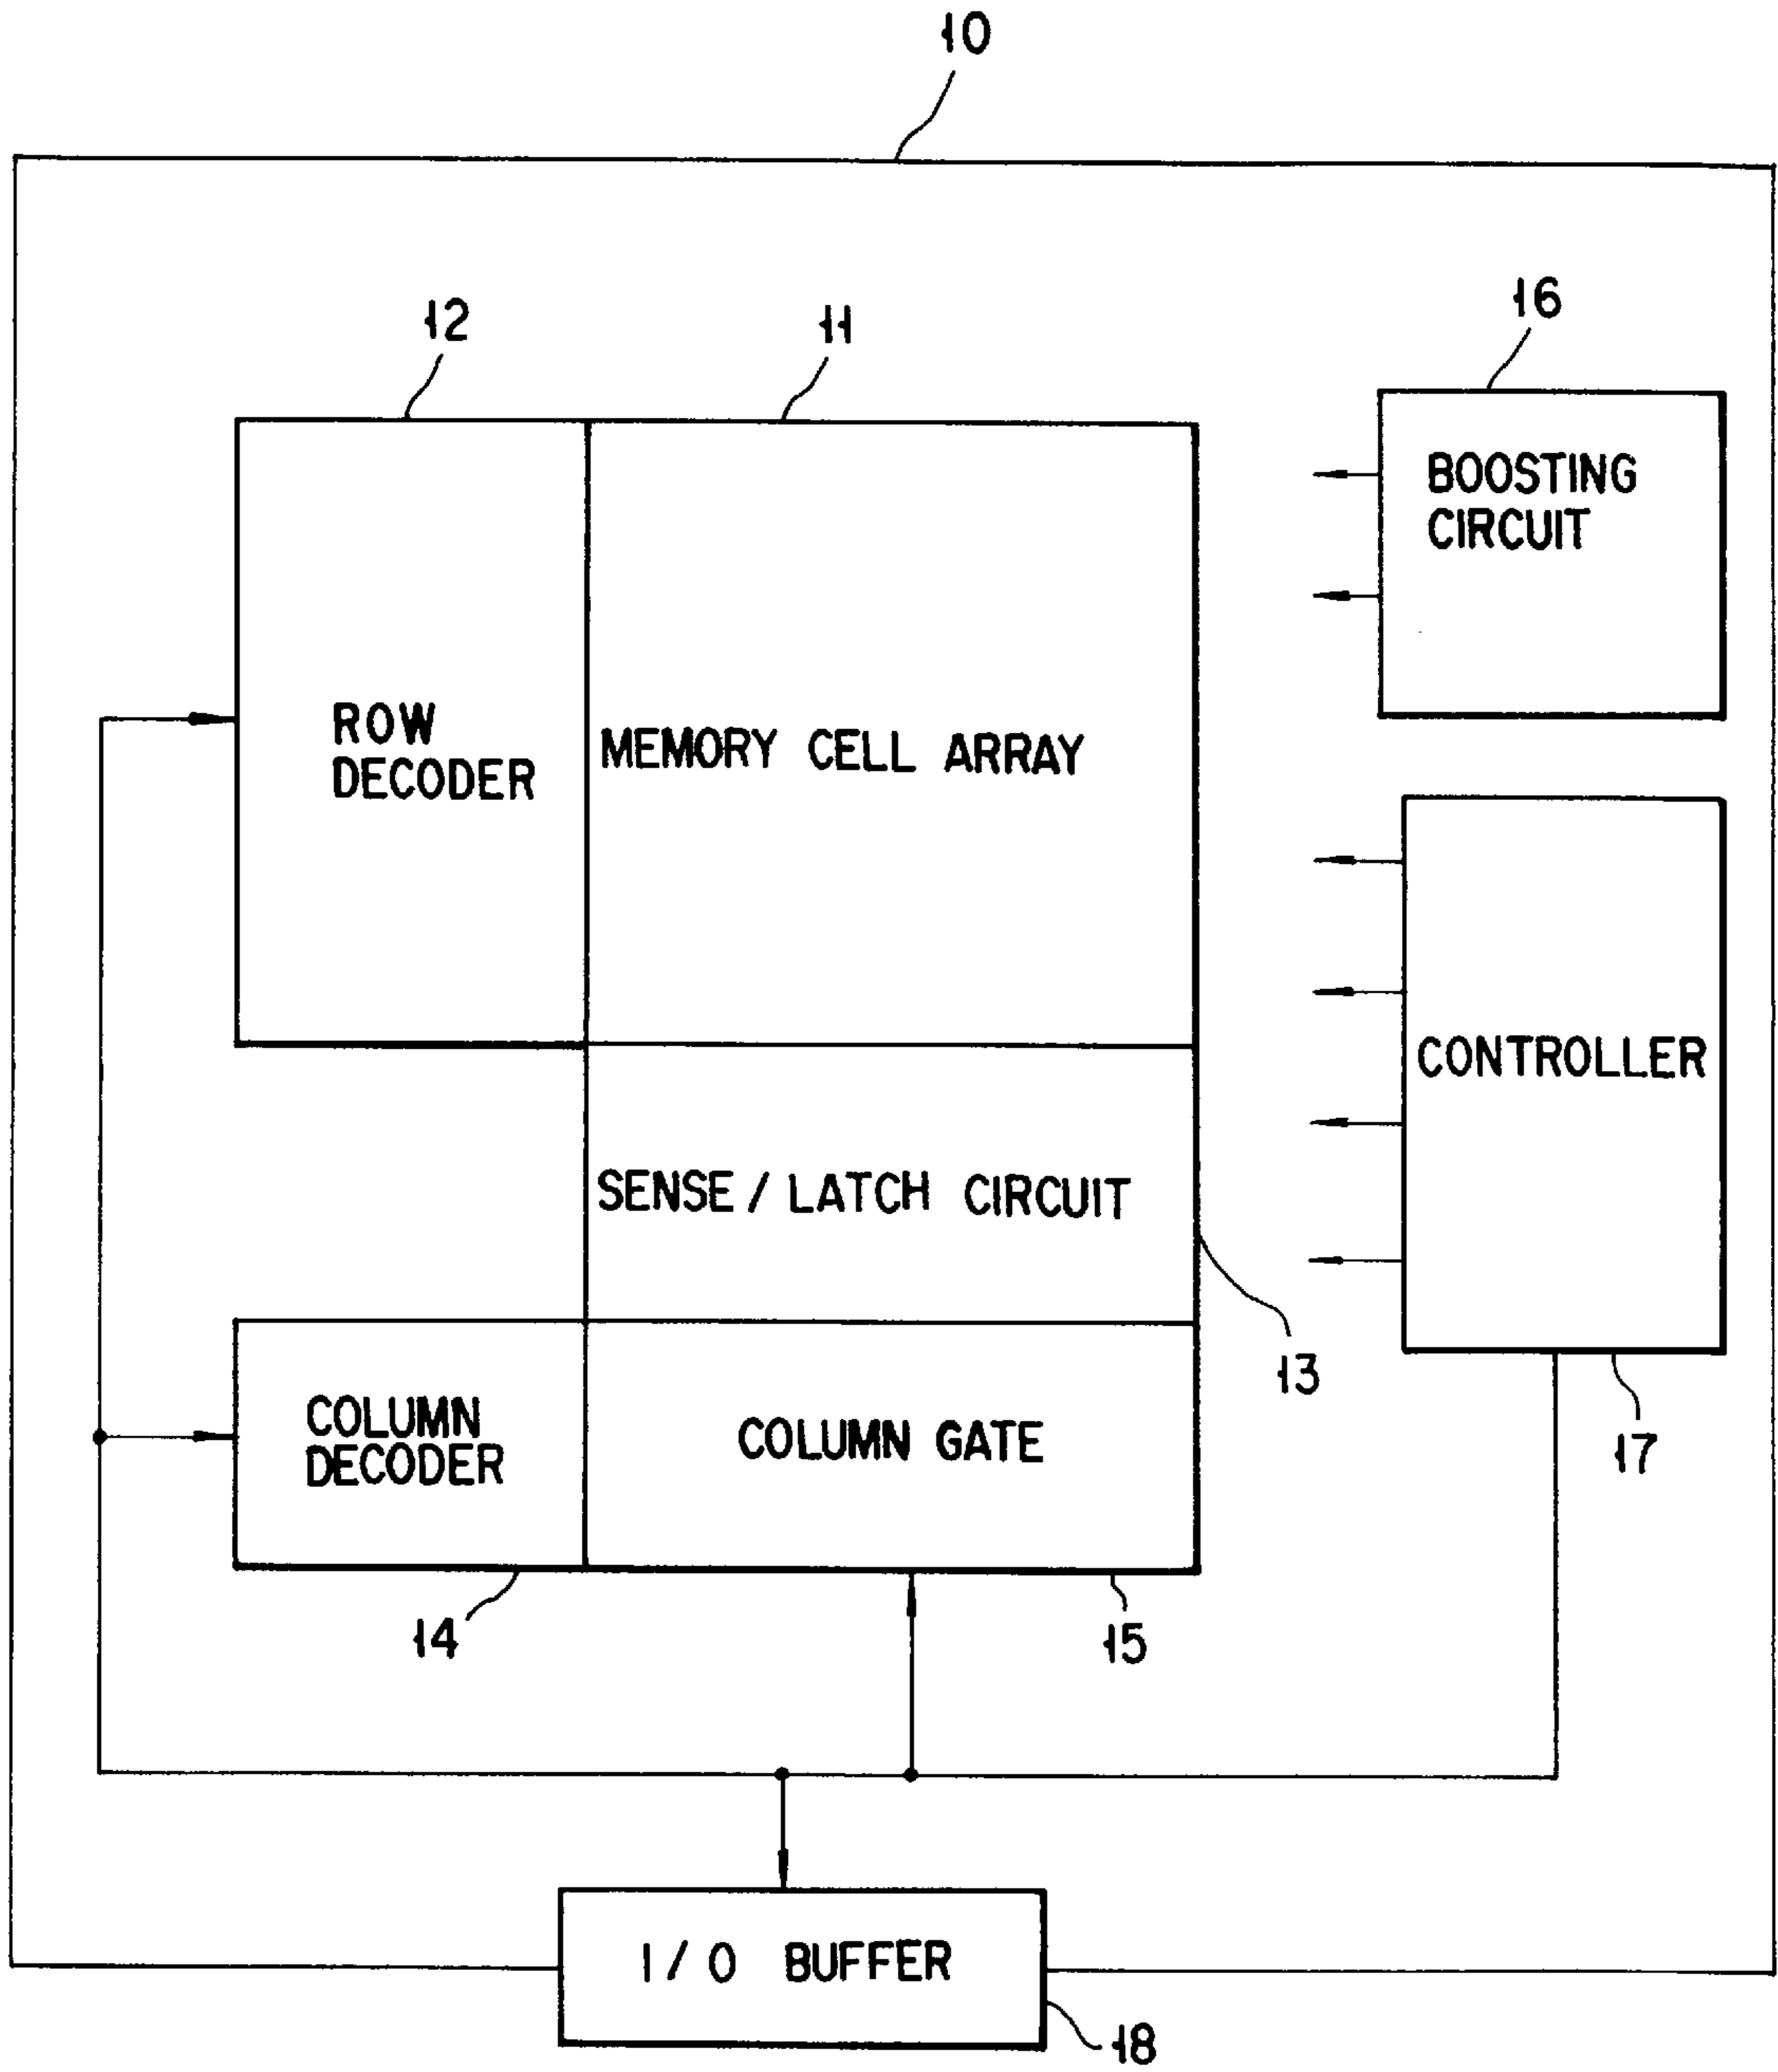 10
12
11
16
BOOSTING
CIRCUIT
ROW
DECODER
MEMORY CELL ARRAY
CONTROLLER
SENSE / LATCH CIRCUIT
13
COLUMN
DECODER
COLUMN GATE
17
14
15
I/O BUFFER
18